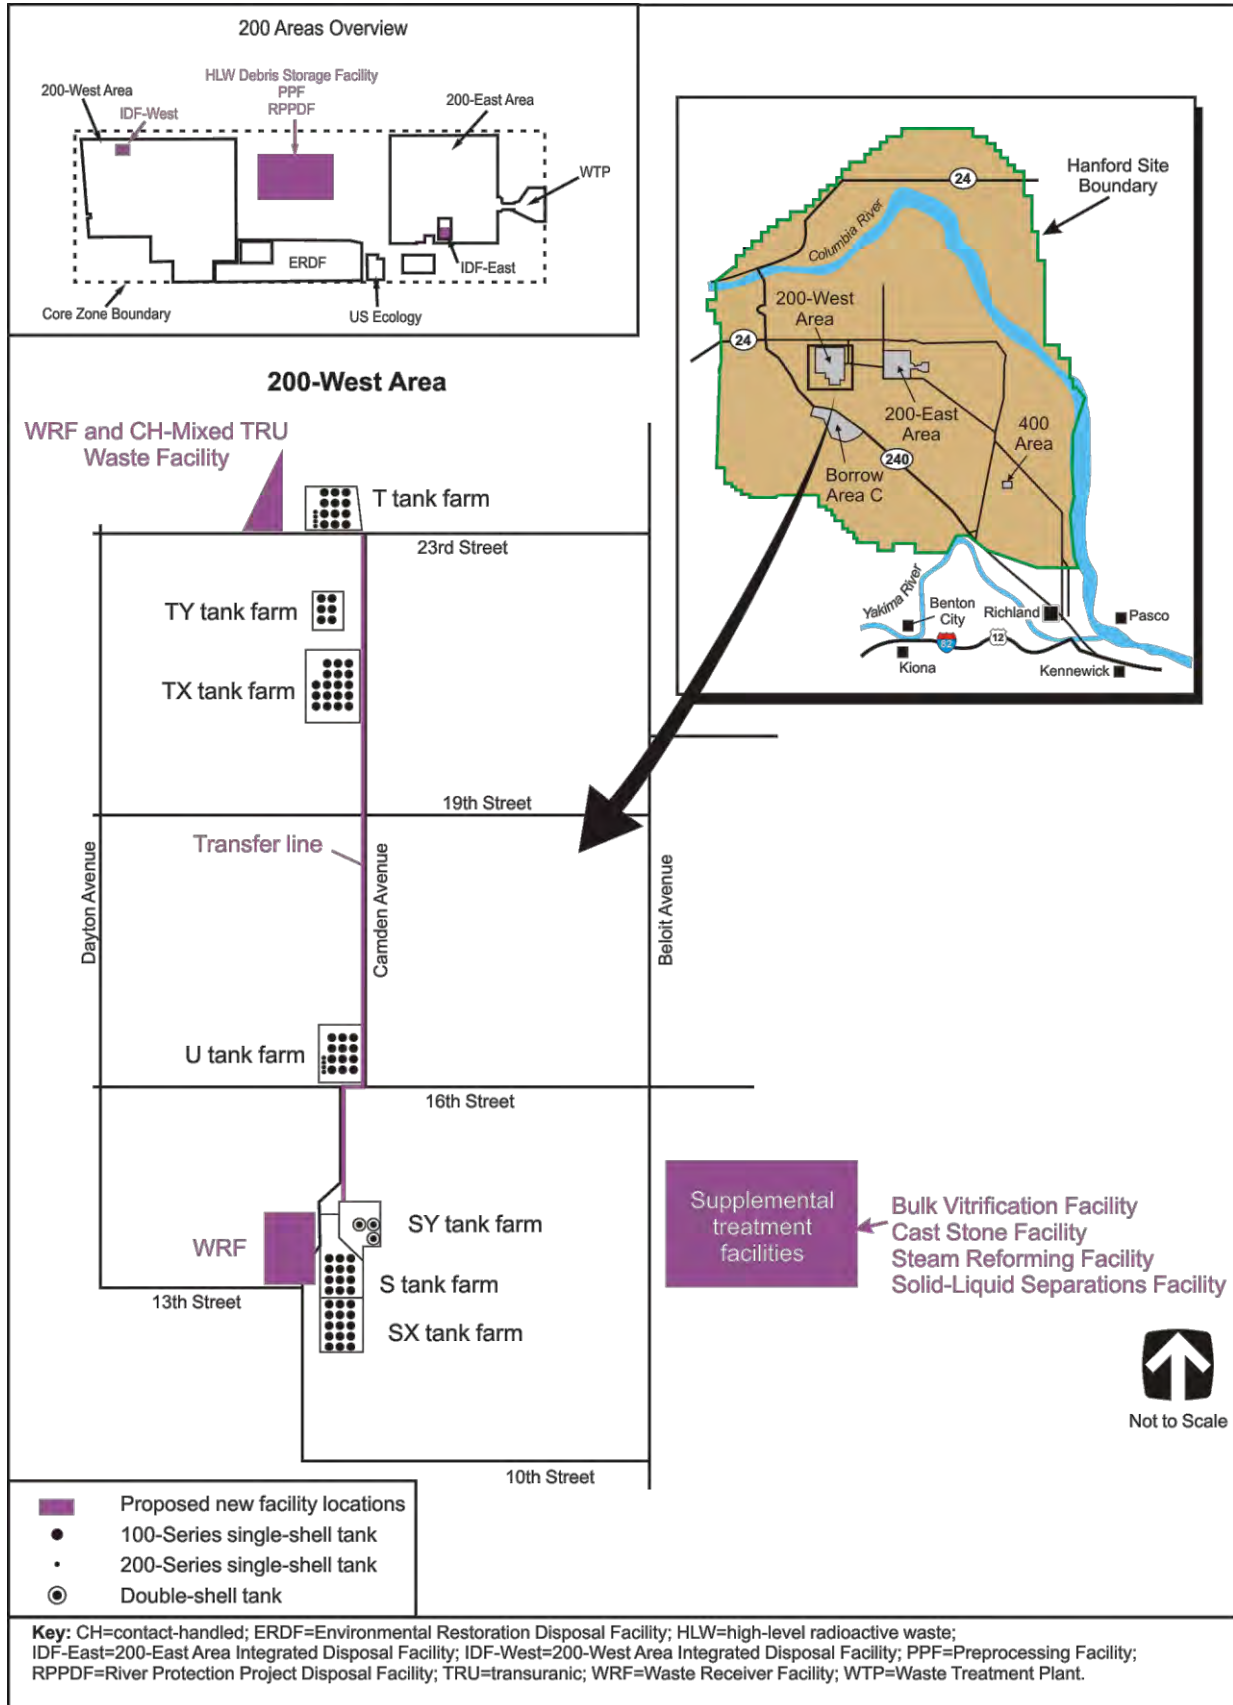 200 Areas Overview
HLW Debris Storage Facility
PPF
RPPDF
200-West Area
IDF-West
200-East Area
WTP
ERDF
IDF-East
Core Zone Boundary
US Ecology
Hanford Site
Boundary
24
Columbia River
200-West
Area
24
200-East
Area
400
Area
240
Borrow
Area C
Yakima River
Benton
City
Richland
Pasco
82
12
Kiona
Kennewick
200-West Area
WRF and CH-Mixed TRU
Waste Facility
T tank farm
23rd Street
TY tank farm
TX tank farm
19th Street
Transfer line
Dayton Avenue
Camden Avenue
Beloit Avenue
U tank farm
16th Street
Supplemental
treatment
facilities
Bulk Vitrification Facility
Cast Stone Facility
Steam Reforming Facility
Solid-Liquid Separations Facility
SY tank farm
WRF
S tank farm
13th Street
SX tank farm
Not to Scale
10th Street
Proposed new facility locations
100-Series single-shell tank
200-Series single-shell tank
Double-shell tank
Key: CH=contact-handled; ERDF=Environmental Restoration Disposal Facility; HLW=high-level radioactive waste;
IDF-East=200-East Area Integrated Disposal Facility; IDF-West=200-West Area Integrated Disposal Facility; PPF=Preprocessing Facility;
RPPDF=River Protection Project Disposal Facility; TRU=transuranic; WRF=Waste Receiver Facility; WTP=Waste Treatment Plant.